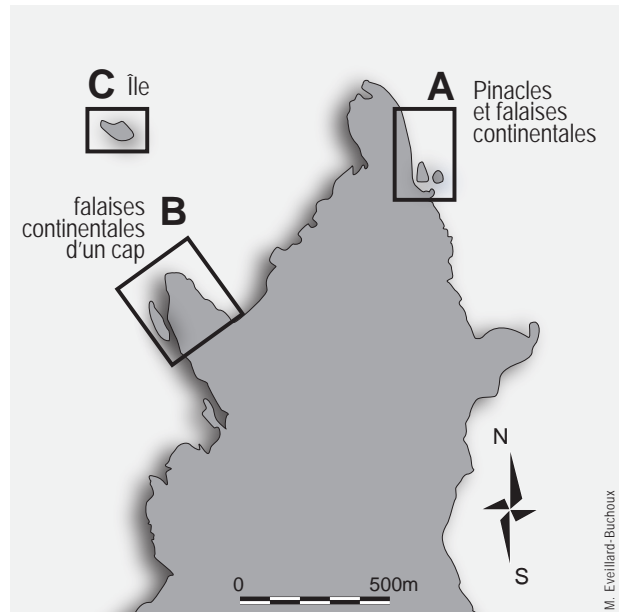 C Île
A
Pinacles
et falaises
continentales
falaises
continentales
d'un cap
B
N
S
0 500m
M. Eveillard-Buchoux